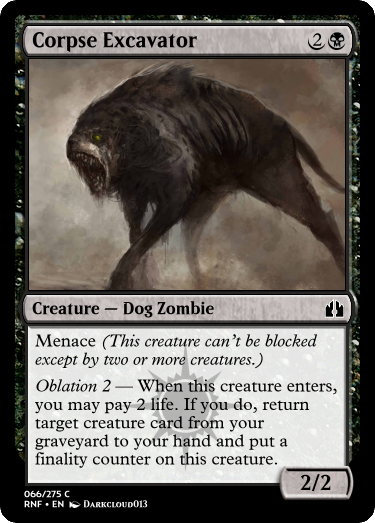 Corpse Excavator 2
Creature — Dog Zombie
Menace (This creature can't be blocked
except by two or more creatures.)
Oblation 2 — When this creature enters,
you may pay 2 life. If you do, return
target creature card from your
graveyard to your hand and put a
finality counter on this creature.
2/2
066/275 C
RNF • EN Darkcloud013